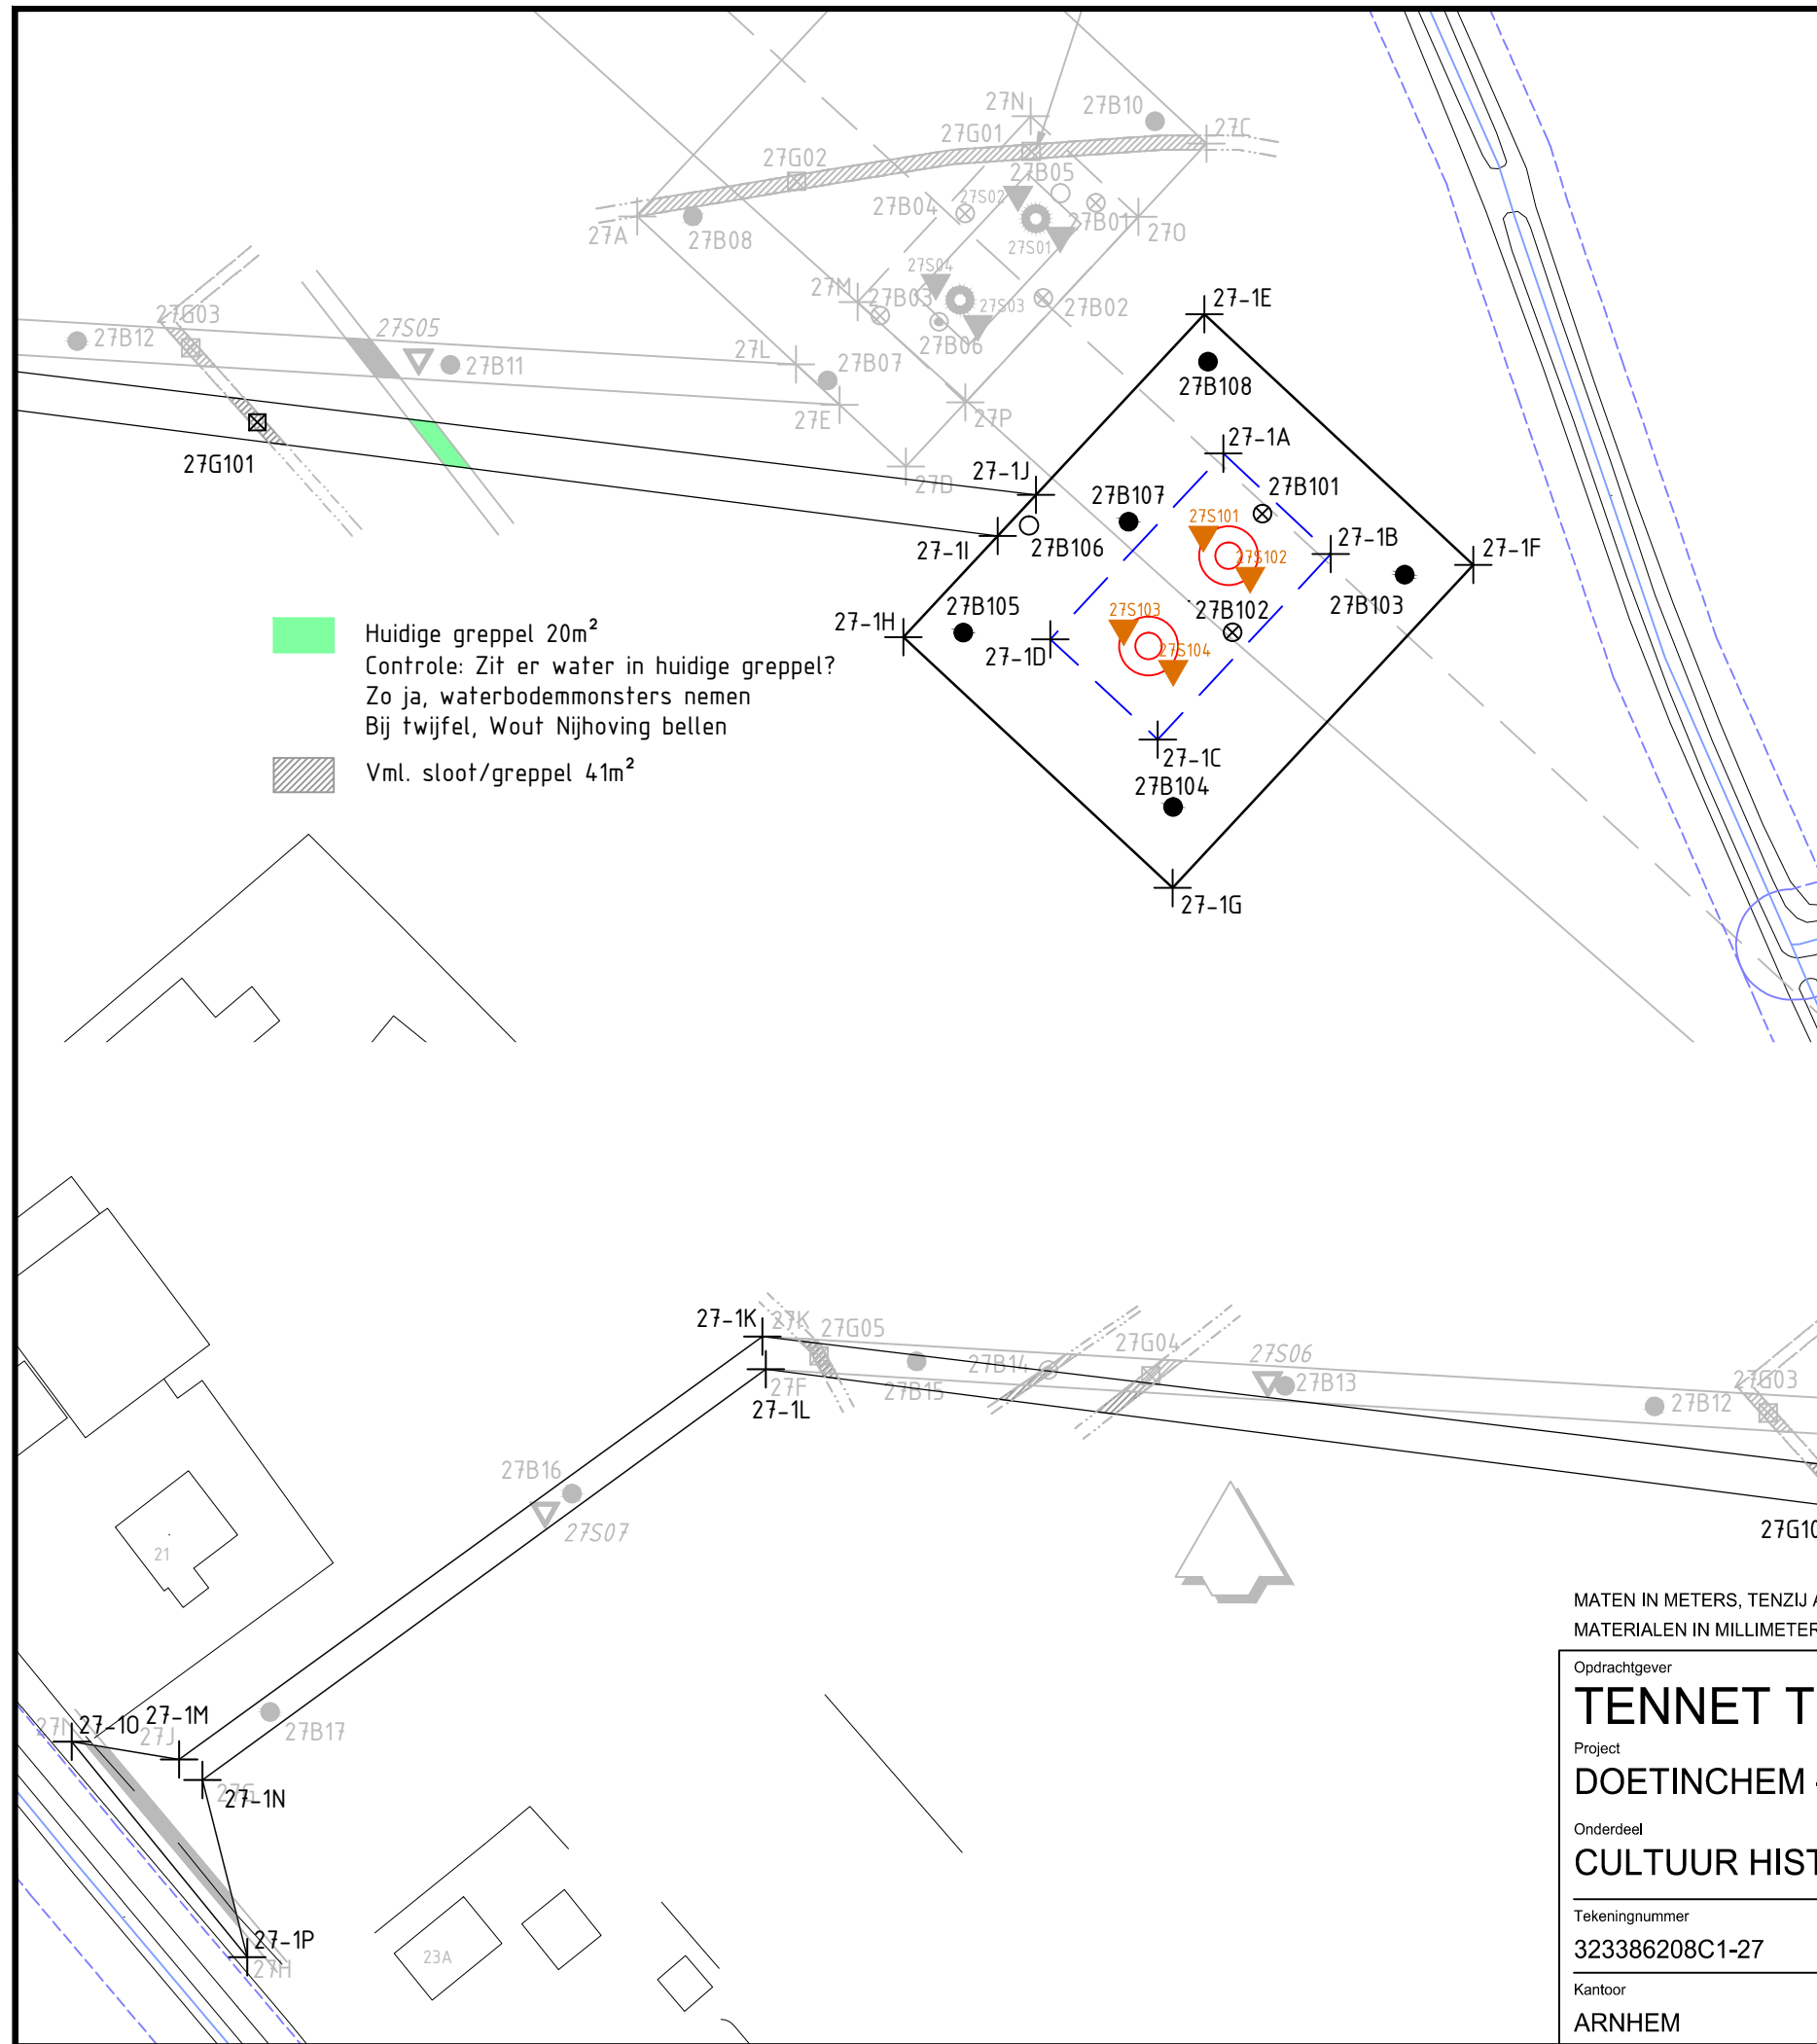 27N
27B10
27C
27G01
27G02
27B05
27S02
27B04
27B01
27O
27A
27B08
27S01
27S04
27M
27B03
27S03
27B02
27-1E
27G03
27B12
27S05
27B11
27L
27B07
27B06
27B108
27E
27P
27-1A
27G101
27D
27-1J
27B107
27B101
27S101
27-1I
27B106
27-1B
27-1F
27S102
27B105
27S103
27B102
27B103
27-1H
27-1D
27S104
Huidige greppel 20m²
Controle: Zit er water in huidige greppel?
Zo ja, waterbodemmonsters nemen
Bij twijfel, Wout Nijhoving bellen
27-1C
Vml. sloot/greppel 41m²
27B104
27-1G
27-1K
27K
27G05
27G04
27S06
27B14
27B13
27F
27B15
27G03
27B12
27-1L
27B16
27S07
27G10
21
MATEN IN METERS, TENZIJ A
MATERIALEN IN MILLIMETER
Opdrachtgever
TENNET T
27-1O
27-1M
27J
27B17
Project
DOETINCHEM
27G
27-1N
Onderdeel
CULTUUR HIST
Tekeningnummer
323386208C1-27
27-1P
27H
23A
Kantoor
ARNHEM